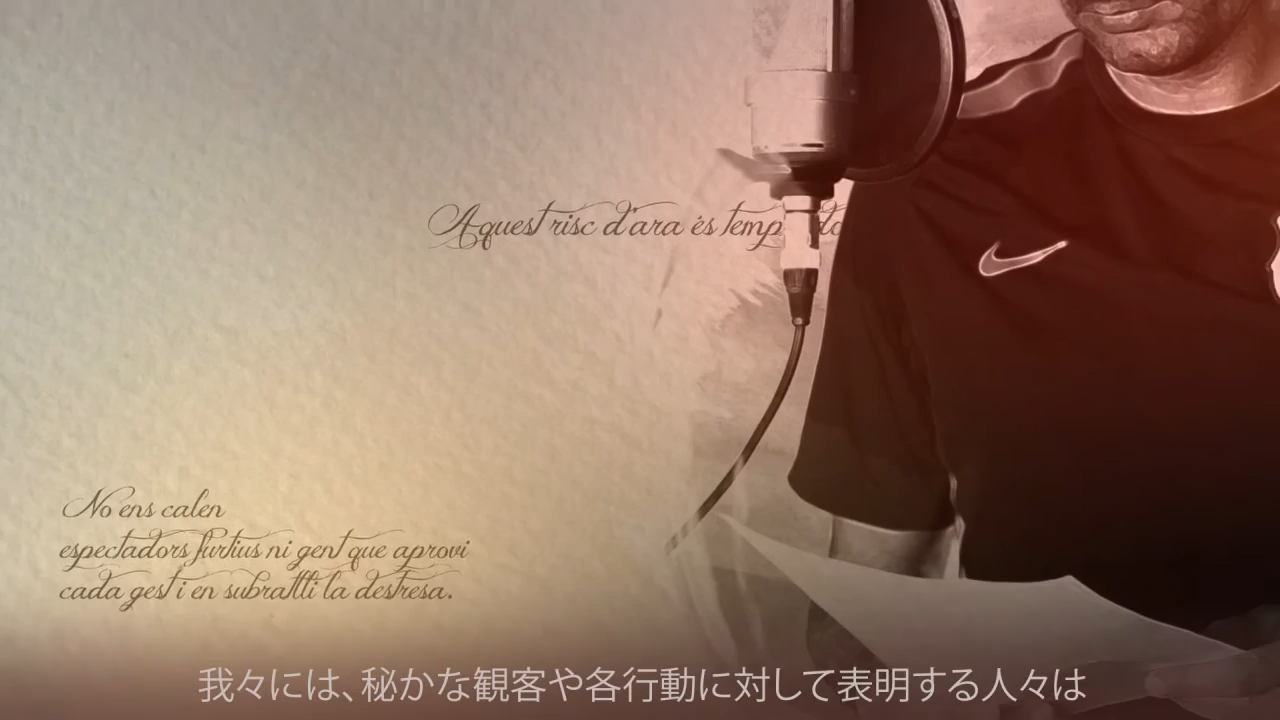 Aquest risc d'ara és
No ens calen
espectadors furtius ni gent que aprovi
cada gest i en subratlli la destresa.
我々には、秘かな観客や各行動に対して表明する人々は